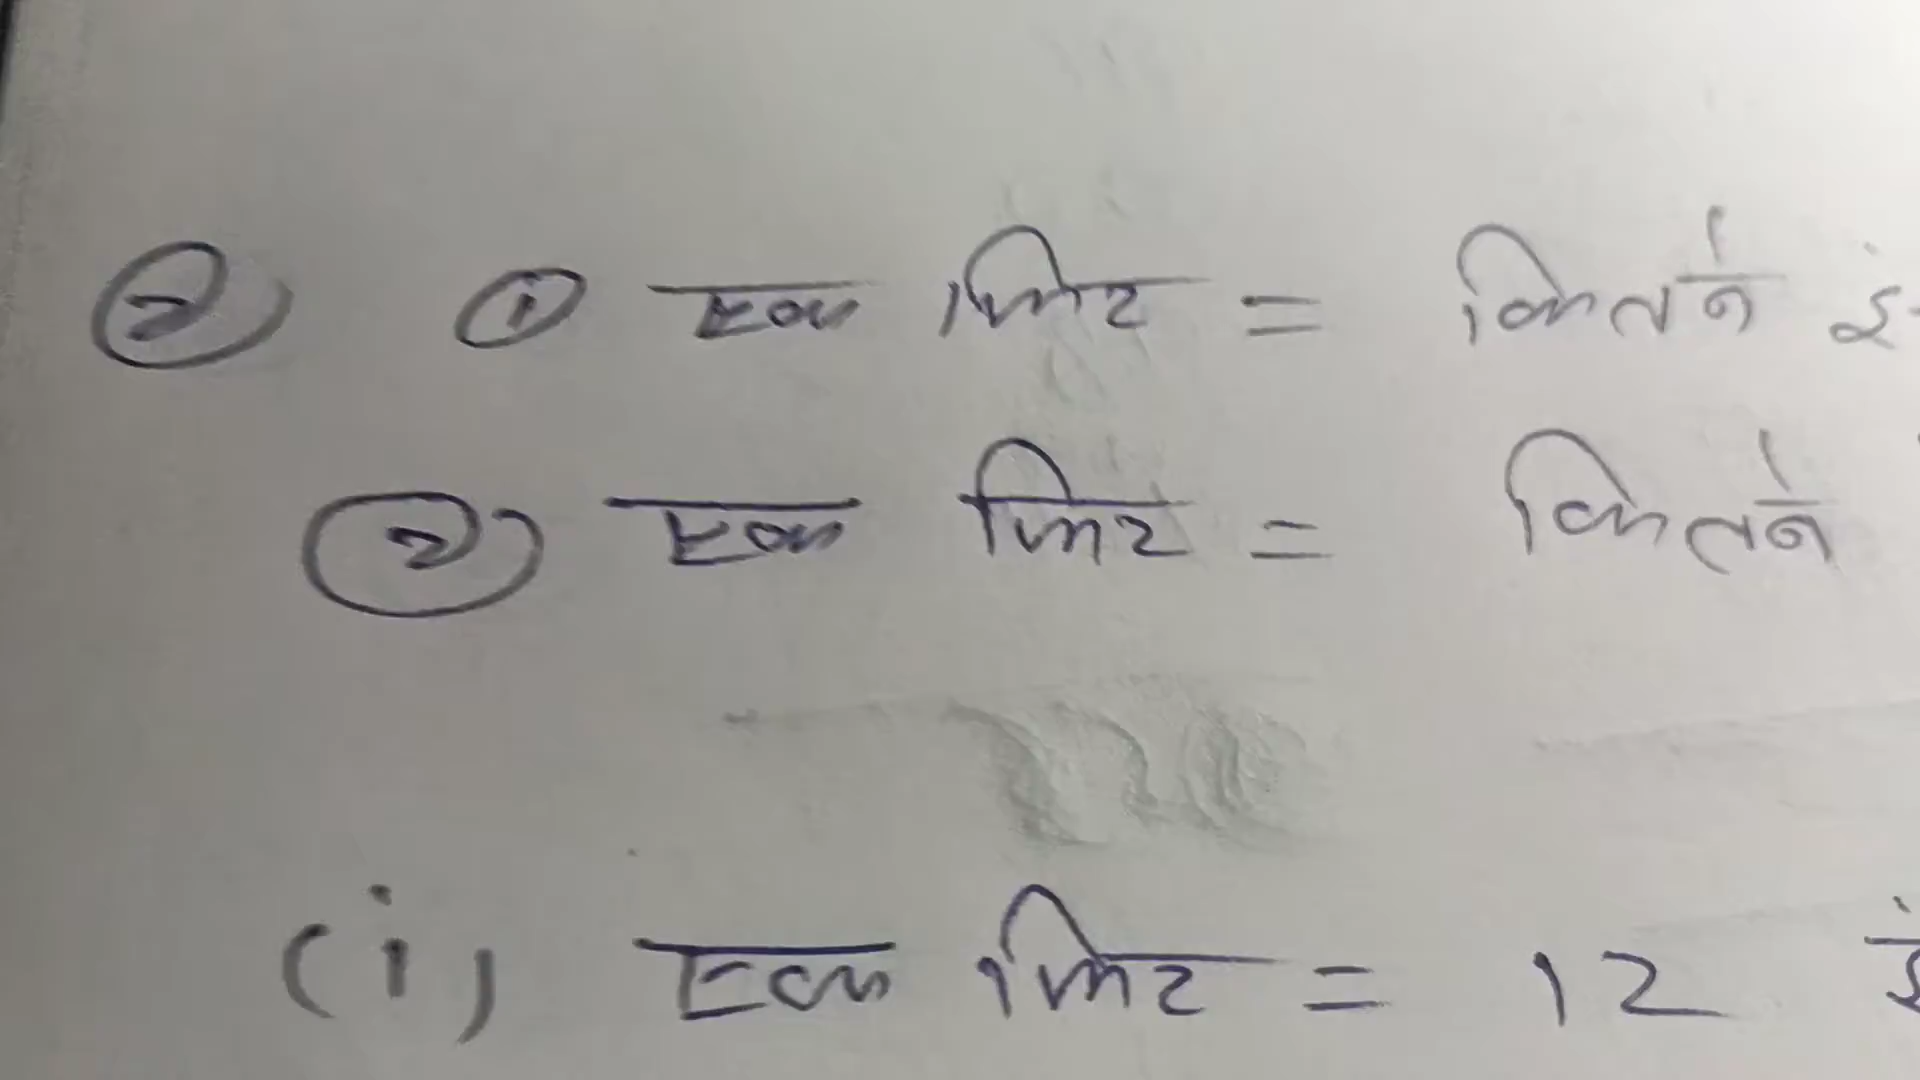 ② ① एक फिट = कितने इ
② एक फिट = कितने
(i) एक फिट = 12 इ